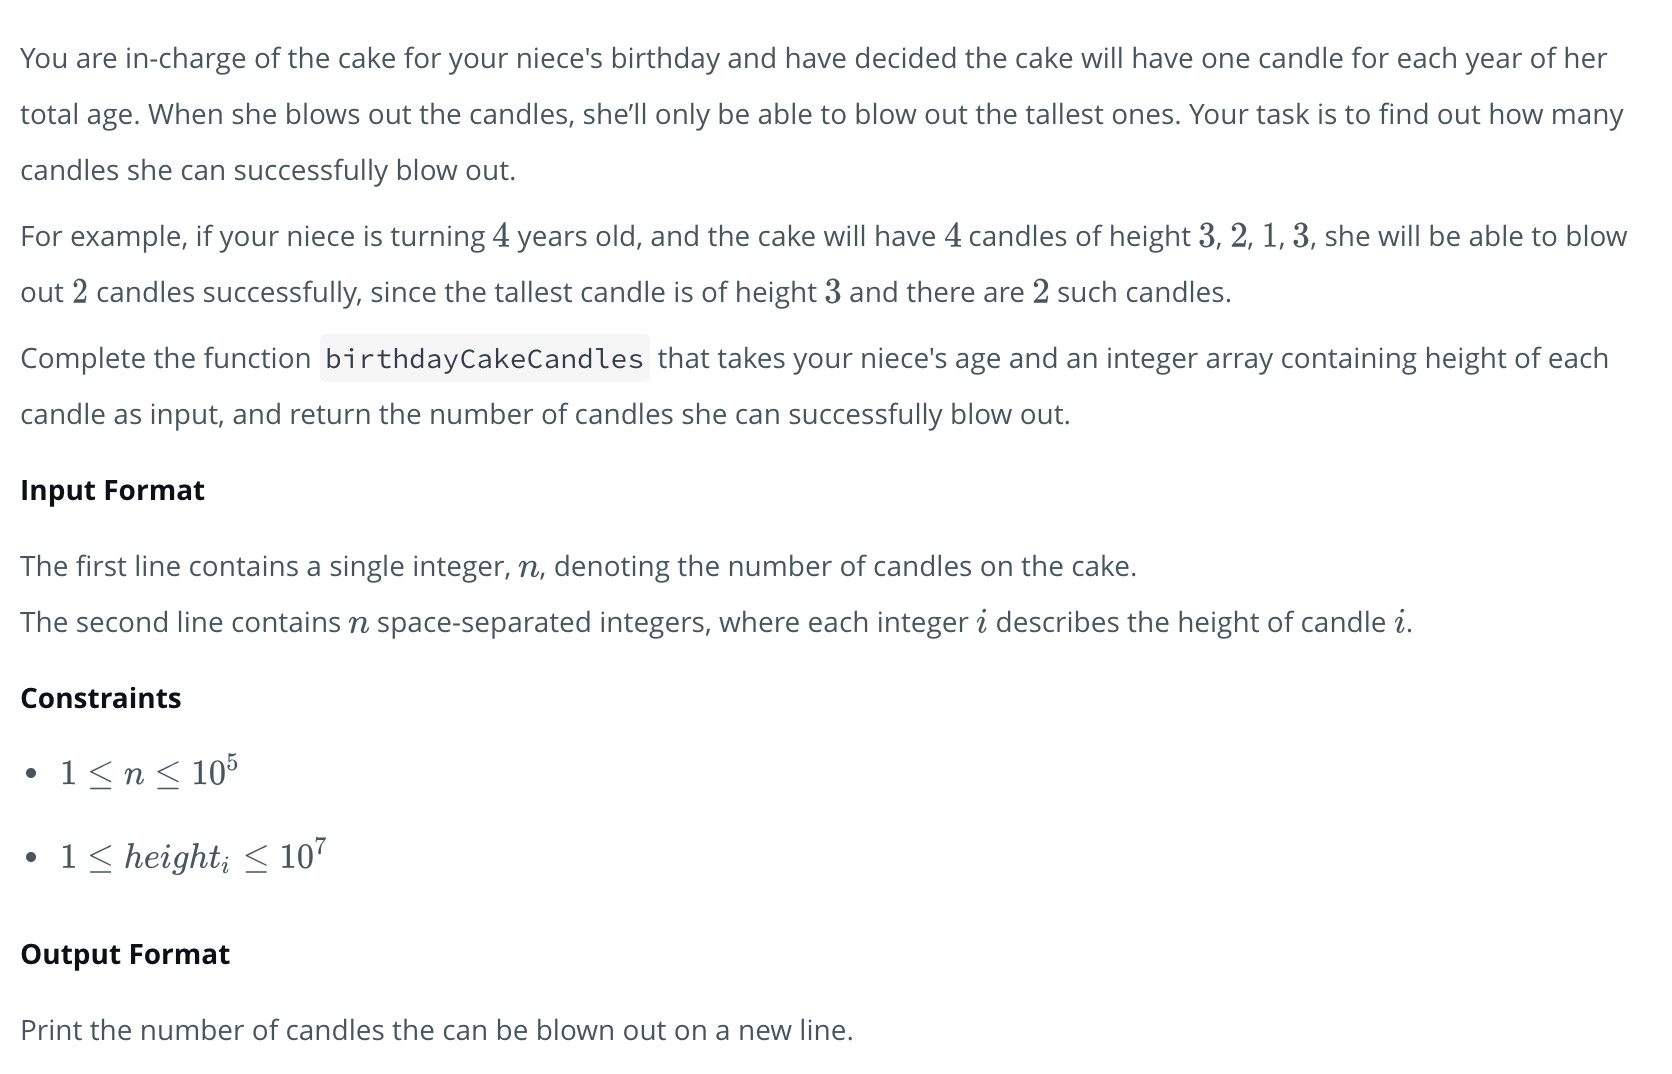 You are in-charge of the cake for your niece's birthday and have decided the cake will have one candle for each year of her
total age. When she blows out the candles, she’ll only be able to blow out the tallest ones. Your task is to find out how many
candles she can successfully blow out.
For example, if your niece is turning 4 years old, and the cake will have 4 candles of height 3, 2, 1, 3, she will be able to blow
out 2 candles successfully, since the tallest candle is of height 3 and there are 2 such candles.
Complete the function birthdayCakeCandles that takes your niece's age and an integer array containing height of each
candle as input, and return the number of candles she can successfully blow out.
Input Format
The first line contains a single integer, n, denoting the number of candles on the cake.
The second line contains n space-separated integers, where each integer i describes the height of candle i.
Constraints
• 1 ≤ n ≤ 10⁵
• 1 ≤ heightᵢ ≤ 10⁷
Output Format
Print the number of candles the can be blown out on a new line.